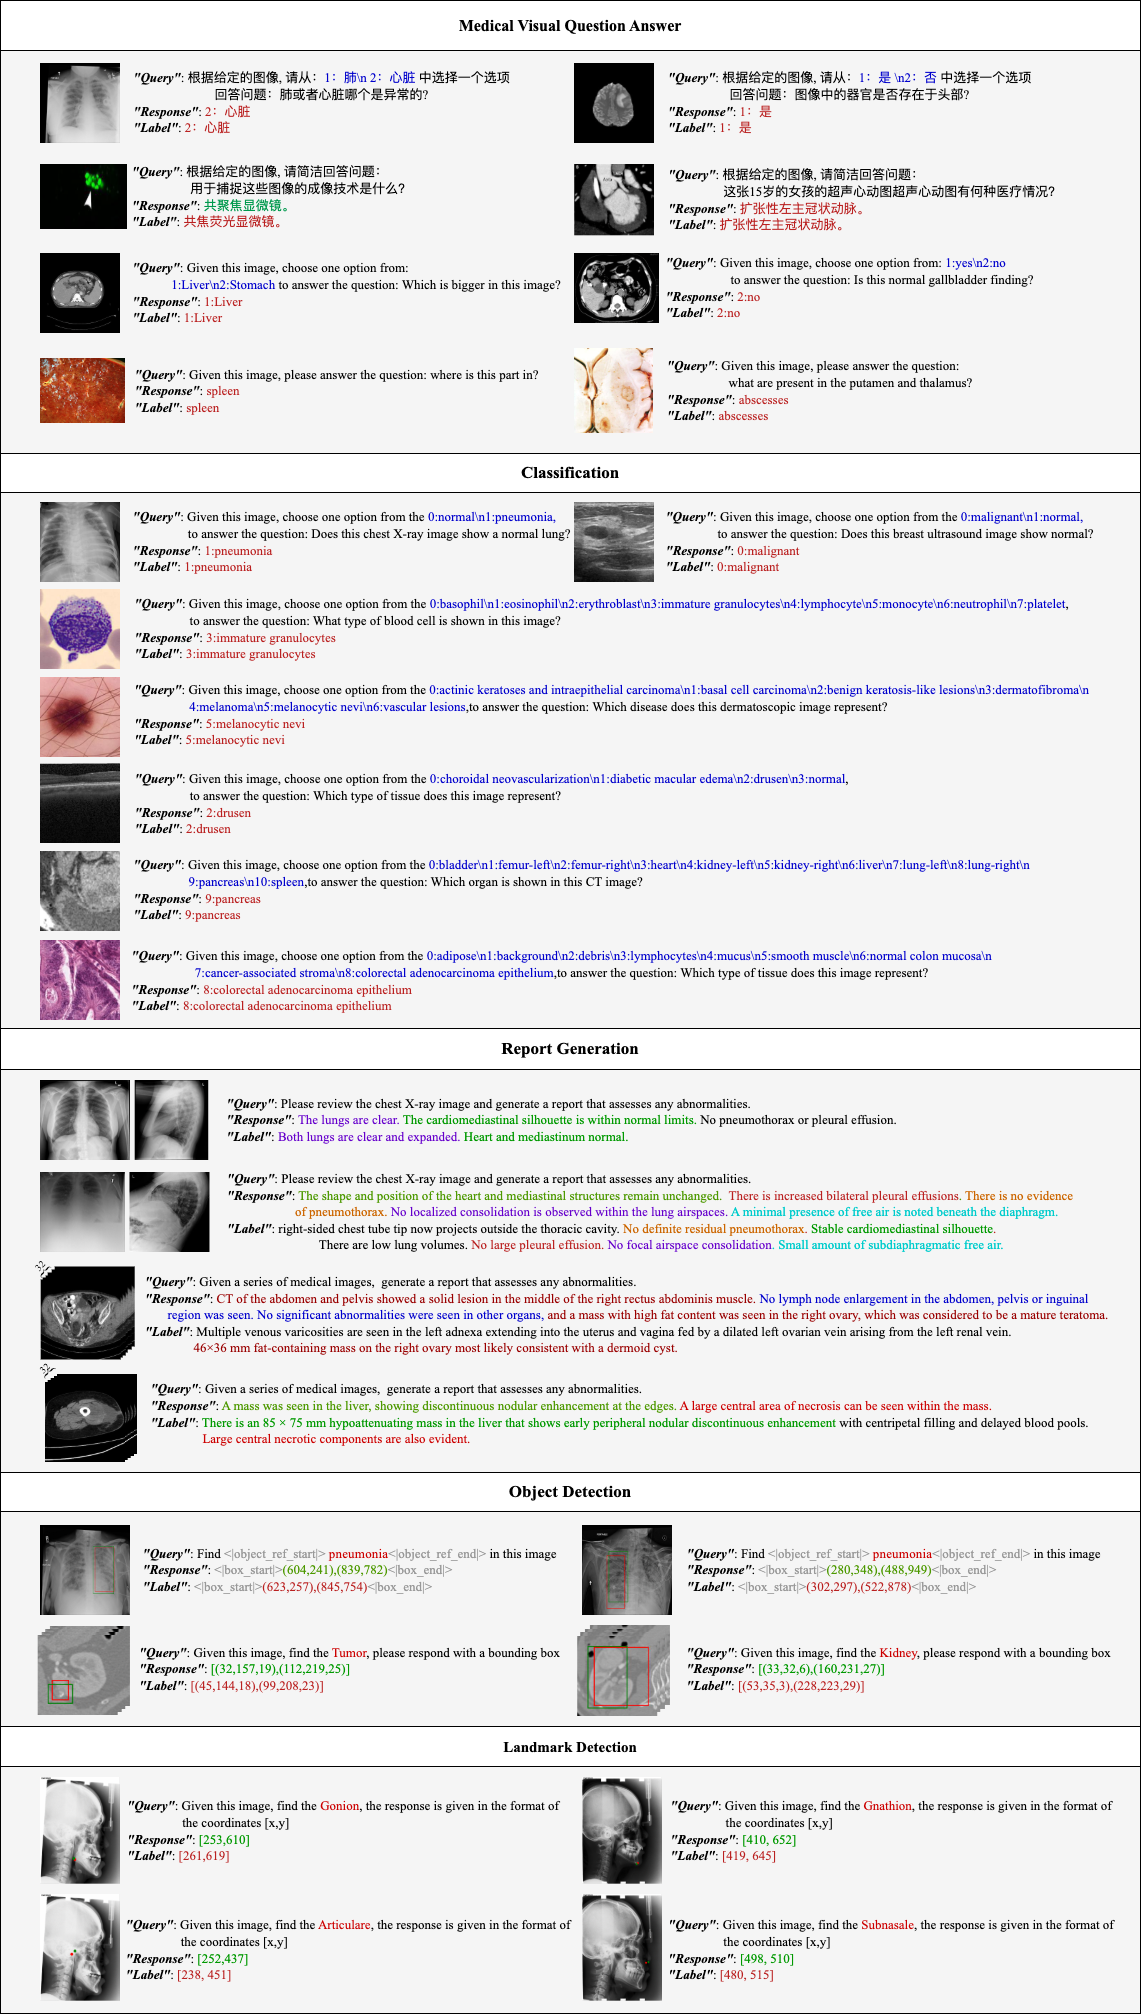 Medical Visual Question Answer
"Query": 根据给定的图像, 请从：1：肺\n 2：心脏 中选择一个选项
回答问题：肺或者心脏哪个是异常的?
"Response": 2：心脏
"Label": 2：心脏
"Query": 根据给定的图像, 请从：1：是 \n2：否 中选择一个选项
回答问题：图像中的器官是否存在于头部?
"Response": 1：是
"Label": 1：是
"Query": 根据给定的图像, 请简洁回答问题：
用于捕捉这些图像的成像技术是什么?
"Response": 共聚焦显微镜。
"Label": 共焦荧光显微镜。
"Query": 根据给定的图像, 请简洁回答问题：
这张15岁的女孩的超声心动图超声心动图有何种医疗情况?
"Response": 扩张性左主冠状动脉。
"Label": 扩张性左主冠状动脉。
"Query": Given this image, choose one option from:
1:Liver\n2:Stomach to answer the question: Which is bigger in this image?
"Response": 1:Liver
"Label": 1:Liver
"Query": Given this image, choose one option from: 1:yes\n2:no
to answer the question: Is this normal gallbladder finding?
"Response": 2:no
"Label": 2:no
"Query": Given this image, please answer the question: where is this part in?
"Response": spleen
"Label": spleen
"Query": Given this image, please answer the question:
what are present in the putamen and thalamus?
"Response": abscesses
"Label": abscesses
Classification
"Query": Given this image, choose one option from the 0:normal\n1:pneumonia,
to answer the question: Does this chest X-ray image show a normal lung?
"Response": 1:pneumonia
"Label": 1:pneumonia
"Query": Given this image, choose one option from the 0:malignant\n1:normal,
to answer the question: Does this breast ultrasound image show normal?
"Response": 0:malignant
"Label": 0:malignant
"Query": Given this image, choose one option from the 0:basophil\n1:eosinophil\n2:erythroblast\n3:immature granulocytes\n4:lymphocyte\n5:monocyte\n6:neutrophil\n7:platelet,
to answer the question: What type of blood cell is shown in this image?
"Response": 3:immature granulocytes
"Label": 3:immature granulocytes
"Query": Given this image, choose one option from the 0:actinic keratoses and intraepithelial carcinoma\n1:basal cell carcinoma\n2:benign keratosis-like lesions\n3:dermatofibroma\n
4:melanoma\n5:melanocytic nevi\n6:vascular lesions,to answer the question: Which disease does this dermatoscopic image represent?
"Response": 5:melanocytic nevi
"Label": 5:melanocytic nevi
"Query": Given this image, choose one option from the 0:choroidal neovascularization\n1:diabetic macular edema\n2:drusen\n3:normal,
to answer the question: Which type of tissue does this image represent?
"Response": 2:drusen
"Label": 2:drusen
"Query": Given this image, choose one option from the 0:bladder\n1:femur-left\n2:femur-right\n3:heart\n4:kidney-left\n5:kidney-right\n6:liver\n7:lung-left\n8:lung-right\n
9:pancreas\n10:spleen,to answer the question: Which organ is shown in this CT image?
"Response": 9:pancreas
"Label": 9:pancreas
"Query": Given this image, choose one option from the 0:adipose\n1:background\n2:debris\n3:lymphocytes\n4:mucus\n5:smooth muscle\n6:normal colon mucosa\n
7:cancer-associated stroma\n8:colorectal adenocarcinoma epithelium,to answer the question: Which type of tissue does this image represent?
"Response": 8:colorectal adenocarcinoma epithelium
"Label": 8:colorectal adenocarcinoma epithelium
Report Generation
"Query": Please review the chest X-ray image and generate a report that assesses any abnormalities.
"Response": The lungs are clear. The cardiomediastinal silhouette is within normal limits. No pneumothorax or pleural effusion.
"Label": Both lungs are clear and expanded. Heart and mediastinum normal.
"Query": Please review the chest X-ray image and generate a report that assesses any abnormalities.
"Response": The shape and position of the heart and mediastinal structures remain unchanged. There is increased bilateral pleural effusions. There is no evidence
of pneumothorax. No localized consolidation is observed within the lung airspaces. A minimal presence of free air is noted beneath the diaphragm.
"Label": right-sided chest tube tip now projects outside the thoracic cavity. No definite residual pneumothorax. Stable cardiomediastinal silhouette.
There are low lung volumes. No large pleural effusion. No focal airspace consolidation. Small amount of subdiaphragmatic free air.
32
"Query": Given a series of medical images, generate a report that assesses any abnormalities.
"Response": CT of the abdomen and pelvis showed a solid lesion in the middle of the right rectus abdominis muscle. No lymph node enlargement in the abdomen, pelvis or inguinal
region was seen. No significant abnormalities were seen in other organs, and a mass with high fat content was seen in the right ovary, which was considered to be a mature teratoma.
"Label": Multiple venous varicosities are seen in the left adnexa extending into the uterus and vagina fed by a dilated left ovarian vein arising from the left renal vein.
46×36 mm fat-containing mass on the right ovary most likely consistent with a dermoid cyst.
32
"Query": Given a series of medical images, generate a report that assesses any abnormalities.
"Response": A mass was seen in the liver, showing discontinuous nodular enhancement at the edges. A large central area of necrosis can be seen within the mass.
"Label": There is an 85 × 75 mm hypoattenuating mass in the liver that shows early peripheral nodular discontinuous enhancement with centripetal filling and delayed blood pools.
Large central necrotic components are also evident.
Object Detection
"Query": Find <|object_ref_start|> pneumonia<|object_ref_end|> in this image
"Response": <|box_start|>(604,241),(839,782)<|box_end|>
"Label": <|box_start|>(623,257),(845,754)<|box_end|>
"Query": Find <|object_ref_start|> pneumonia<|object_ref_end|> in this image
"Response": <|box_start|>(280,348),(488,949)<|box_end|>
"Label": <|box_start|>(302,297),(522,878)<|box_end|>
"Query": Given this image, find the Tumor, please respond with a bounding box
"Response": [(32,157,19),(112,219,25)]
"Label": [(45,144,18),(99,208,23)]
"Query": Given this image, find the Kidney, please respond with a bounding box
"Response": [(33,32,6),(160,231,27)]
"Label": [(53,35,3),(228,223,29)]
Landmark Detection
"Query": Given this image, find the Gonion, the response is given in the format of
the coordinates [x,y]
"Response": [253,610]
"Label": [261,619]
"Query": Given this image, find the Gnathion, the response is given in the format of
the coordinates [x,y]
"Response": [410, 652]
"Label": [419, 645]
"Query": Given this image, find the Articulare, the response is given in the format of
the coordinates [x,y]
"Response": [252,437]
"Label": [238, 451]
"Query": Given this image, find the Subnasale, the response is given in the format of
the coordinates [x,y]
"Response": [498, 510]
"Label": [480, 515]